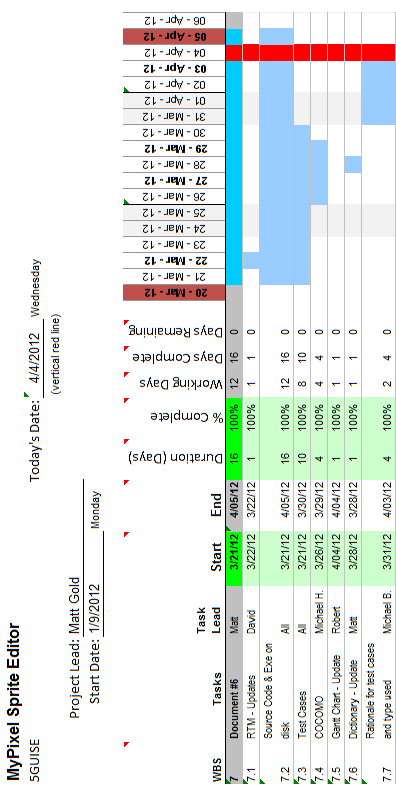 MyPixel Sprite Editor
5GUISE
Project Lead: Matt Gold
Start Date: 1/9/2012 Monday
Today's Date: 4/4/2012 Wednesday
(vertical red line)
WBS Tasks Task Lead Start End Duration (Days) % Complete Working Days Days Complete Days Remaining 20 - Mar - 12 21 - Mar - 12 22 - Mar - 12 23 - Mar - 12 24 - Mar - 12 25 - Mar - 12 26 - Mar - 12 27 - Mar - 12 28 - Mar - 12 29 - Mar - 12 30 - Mar - 12 31 - Mar - 12 01 - Apr - 12 02 - Apr - 12 03 - Apr - 12 04 - Apr - 12 05 - Apr - 12 06 - Apr - 12
7 Document #6 Matt 3/21/12 4/05/12 16 100% 12 16 0
7.1 RTM - Updates David 3/22/12 3/22/12 1 100% 1 1 0
Source Code & Exe on
7.2 disk All 3/21/12 4/05/12 16 100% 12 16 0
7.3 Test Cases All 3/21/12 3/30/12 10 100% 8 10 0
7.4 COCOMO Michael H. 3/26/12 3/29/12 4 100% 4 4 0
7.5 Gantt Chart - Update Robert 4/04/12 4/04/12 1 100% 1 1 0
7.6 Dictionary - Update Matt 3/28/12 3/28/12 1 100% 1 1 0
Rationale for test cases
7.7 and type used Michael B. 3/31/12 4/03/12 4 100% 2 4 0